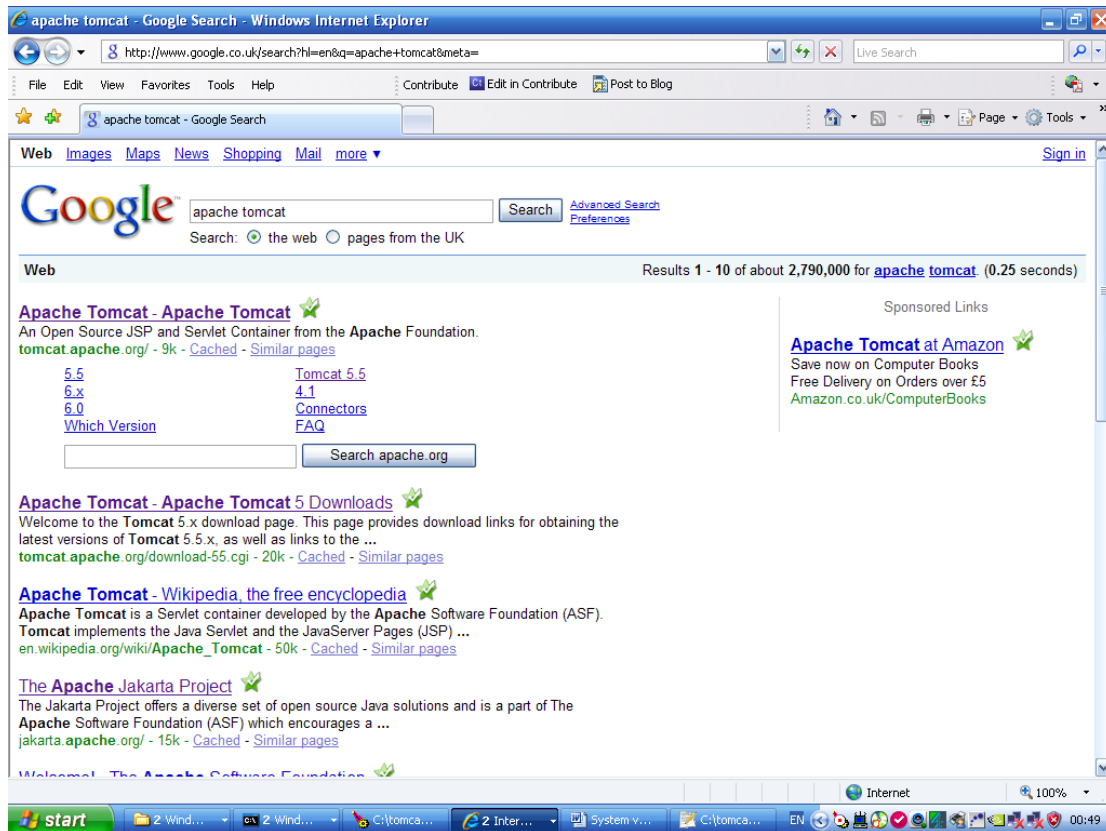 apache tomcat - Google Search - Windows Internet Explorer
http://www.google.co.uk/search?hl=en&q=apache+tomcat&meta=
Live Search
File Edit View Favorites Tools Help
Contribute Edit in Contribute Post to Blog
apache tomcat - Google Search
Page Tools
Web Images Maps News Shopping Mail more ▼
Sign in
Google™
apache tomcat
Search
Advanced Search
Preferences
Search: the web pages from the UK
Web
Results 1 - 10 of about 2,790,000 for apache tomcat. (0.25 seconds)
Apache Tomcat - Apache Tomcat
An Open Source JSP and Servlet Container from the Apache Foundation.
tomcat.apache.org/ - 9k - Cached - Similar pages
5.5 Tomcat 5.5
6.x 4.1
6.0 Connectors
Which Version FAQ
Search apache.org
Sponsored Links
Apache Tomcat at Amazon
Save now on Computer Books
Free Delivery on Orders over £5
Amazon.co.uk/ComputerBooks
Apache Tomcat - Apache Tomcat 5 Downloads
Welcome to the Tomcat 5.x download page. This page provides download links for obtaining the
latest versions of Tomcat 5.5.x, as well as links to the ...
tomcat.apache.org/download-55.cgi - 20k - Cached - Similar pages
Apache Tomcat - Wikipedia, the free encyclopedia
Apache Tomcat is a Servlet container developed by the Apache Software Foundation (ASF).
Tomcat implements the Java Servlet and the JavaServer Pages (JSP) ...
en.wikipedia.org/wiki/Apache_Tomcat - 50k - Cached - Similar pages
The Apache Jakarta Project
The Jakarta Project offers a diverse set of open source Java solutions and is a part of The
Apache Software Foundation (ASF) which encourages a ...
jakarta.apache.org/ - 15k - Cached - Similar pages
Welcome! - The Apache Software Foundation
Internet
100%
start
2 Wind...
2 Wind...
C:\tomca...
2 Inter...
System v...
C:\tomca...
EN
00:49